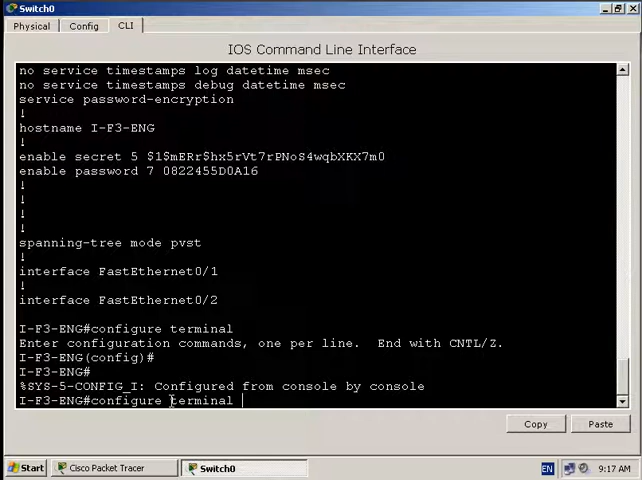 Switch0
Physical
Config
CLI
IOS Command Line Interface
no service timestamps log datetime msec
no service timestamps debug datetime msec
service password-encryption
!
hostname I-F3-ENG
!
enable secret 5 $1$mERr$hx5rVt7rPNoS4wqbXKX7m0
enable password 7 0822455D0A16
!
!
!
!
spanning-tree mode pvst
!
interface FastEthernet0/1
!
interface FastEthernet0/2
I-F3-ENG#configure terminal
Enter configuration commands, one per line.  End with CNTL/Z.
I-F3-ENG(config)#
I-F3-ENG#
%SYS-5-CONFIG_I: Configured from console by console
I-F3-ENG#configure terminal
Copy
Paste
Start
Cisco Packet Tracer
Switch0
EN
9:17 AM